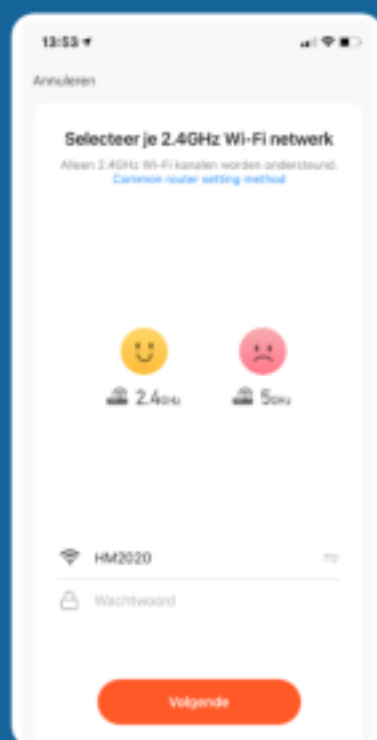 13:53
Annuleren
Selecteer je 2.4GHz Wi-Fi netwerk
Alleen 2.4GHz Wi-Fi kanalen worden ondersteund.
Common router setting method
2.4GHz
5GHz
HM2020
Wachtwoord
Volgende